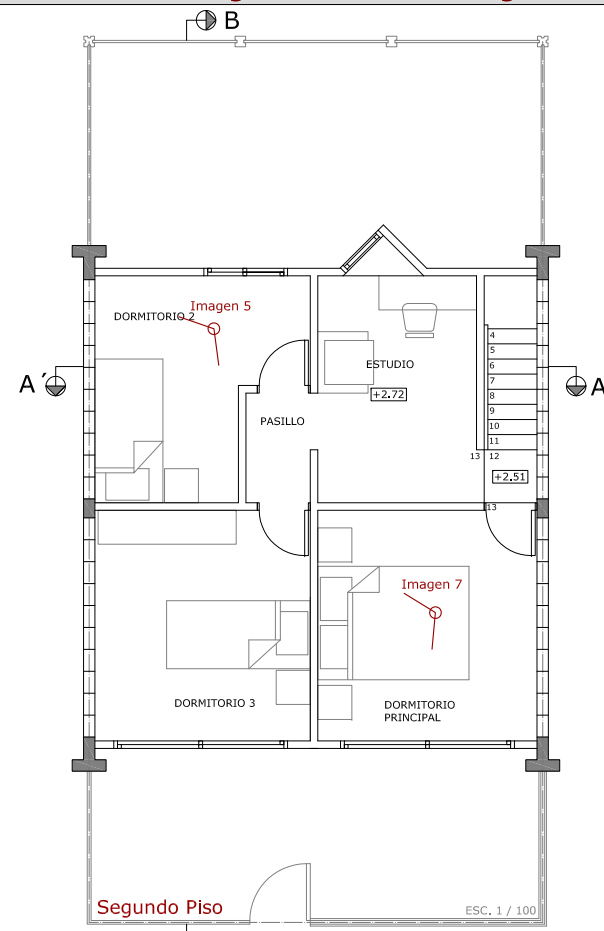 B
Imagen 5
DORMITORIO 2
ESTUDIO
+2.72
A´
A
PASILLO
4
5
6
7
8
9
10
11
13 12
+2.51
13
Imagen 7
DORMITORIO 3
DORMITORIO
PRINCIPAL
Segundo Piso
ESC. 1 / 100